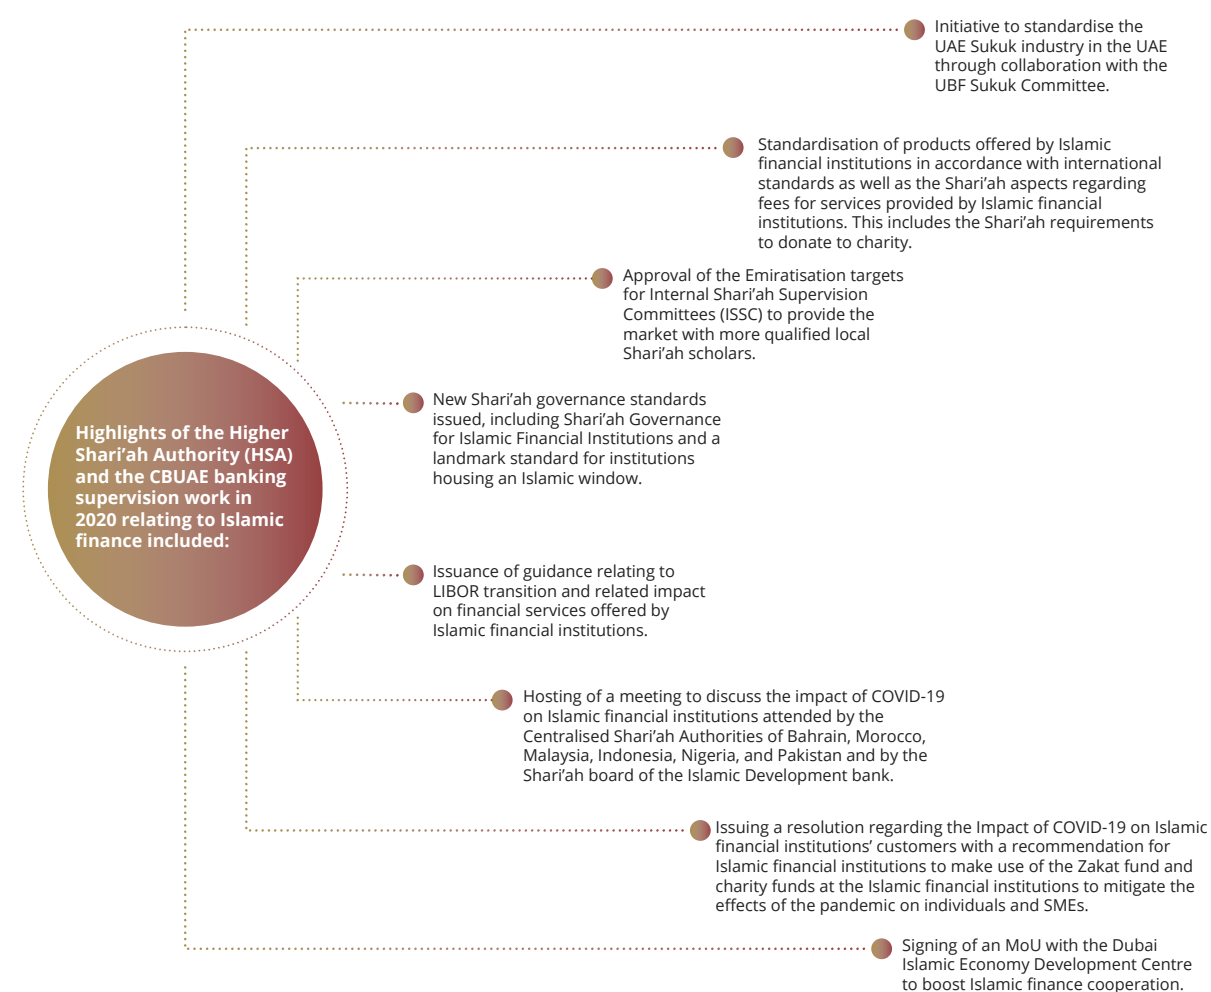 Initiative to standardise the
UAE Sukuk industry in the UAE
through collaboration with the
UBF Sukuk Committee.
Standardisation of products offered by Islamic
financial institutions in accordance with international
standards as well as the Shari’ah aspects regarding
fees for services provided by Islamic financial
institutions. This includes the Shari’ah requirements
to donate to charity.
Approval of the Emiratisation targets
for Internal Shari’ah Supervision
Committees (ISSC) to provide the
market with more qualified local
Shari’ah scholars.
Highlights of the Higher
Shari’ah Authority (HSA)
and the CBUAE banking
supervision work in
2020 relating to Islamic
finance included:
New Shari’ah governance standards
issued, including Shari’ah Governance
for Islamic Financial Institutions and a
landmark standard for institutions
housing an Islamic window.
Issuance of guidance relating to
LIBOR transition and related impact
on financial services offered by
Islamic financial institutions.
Hosting of a meeting to discuss the impact of COVID-19
on Islamic financial institutions attended by the
Centralised Shari’ah Authorities of Bahrain, Morocco,
Malaysia, Indonesia, Nigeria, and Pakistan and by the
Shari’ah board of the Islamic Development bank.
Issuing a resolution regarding the Impact of COVID-19 on Islamic
financial institutions’ customers with a recommendation for
Islamic financial institutions to make use of the Zakat fund and
charity funds at the Islamic financial institutions to mitigate the
effects of the pandemic on individuals and SMEs.
Signing of an MoU with the Dubai
Islamic Economy Development Centre
to boost Islamic finance cooperation.